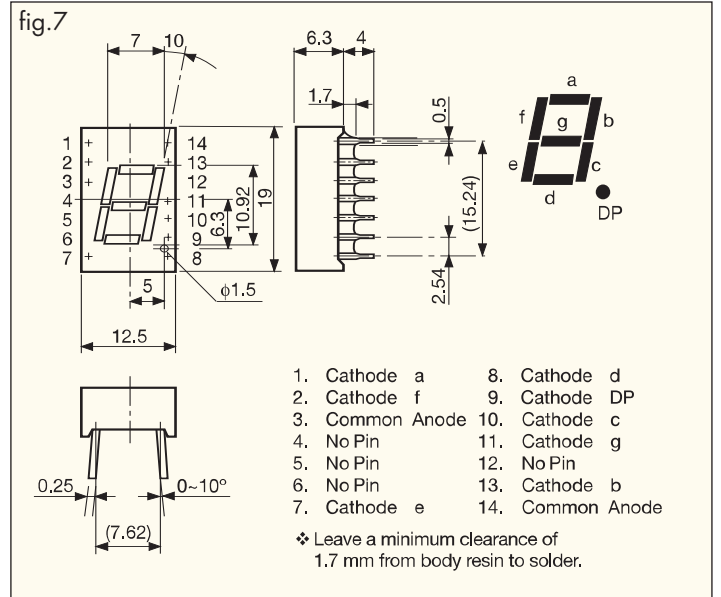 fig.7
7 10
6.3 4
1.7
0.5
a
f b
g
e c
d
DP
1 14
2 13
3 12
4 11
5 10
6 9
7 8
6.3
10.92
19
(15.24)
2.54
5
ϕ1.5
12.5
0.25
0~10°
(7.62)
1. Cathode a 8. Cathode d
2. Cathode f 9. Cathode DP
3. Common Anode 10. Cathode c
4. No Pin 11. Cathode g
5. No Pin 12. No Pin
6. No Pin 13. Cathode b
7. Cathode e 14. Common Anode
❖ Leave a minimum clearance of
1.7 mm from body resin to solder.